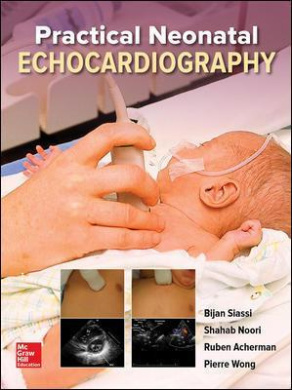 Practical Neonatal
ECHOCARDIOGRAPHY
Bijan Siassi
Shahab Noori
Ruben Acherman
Pierre Wong
Mc
Graw
Hill
Education